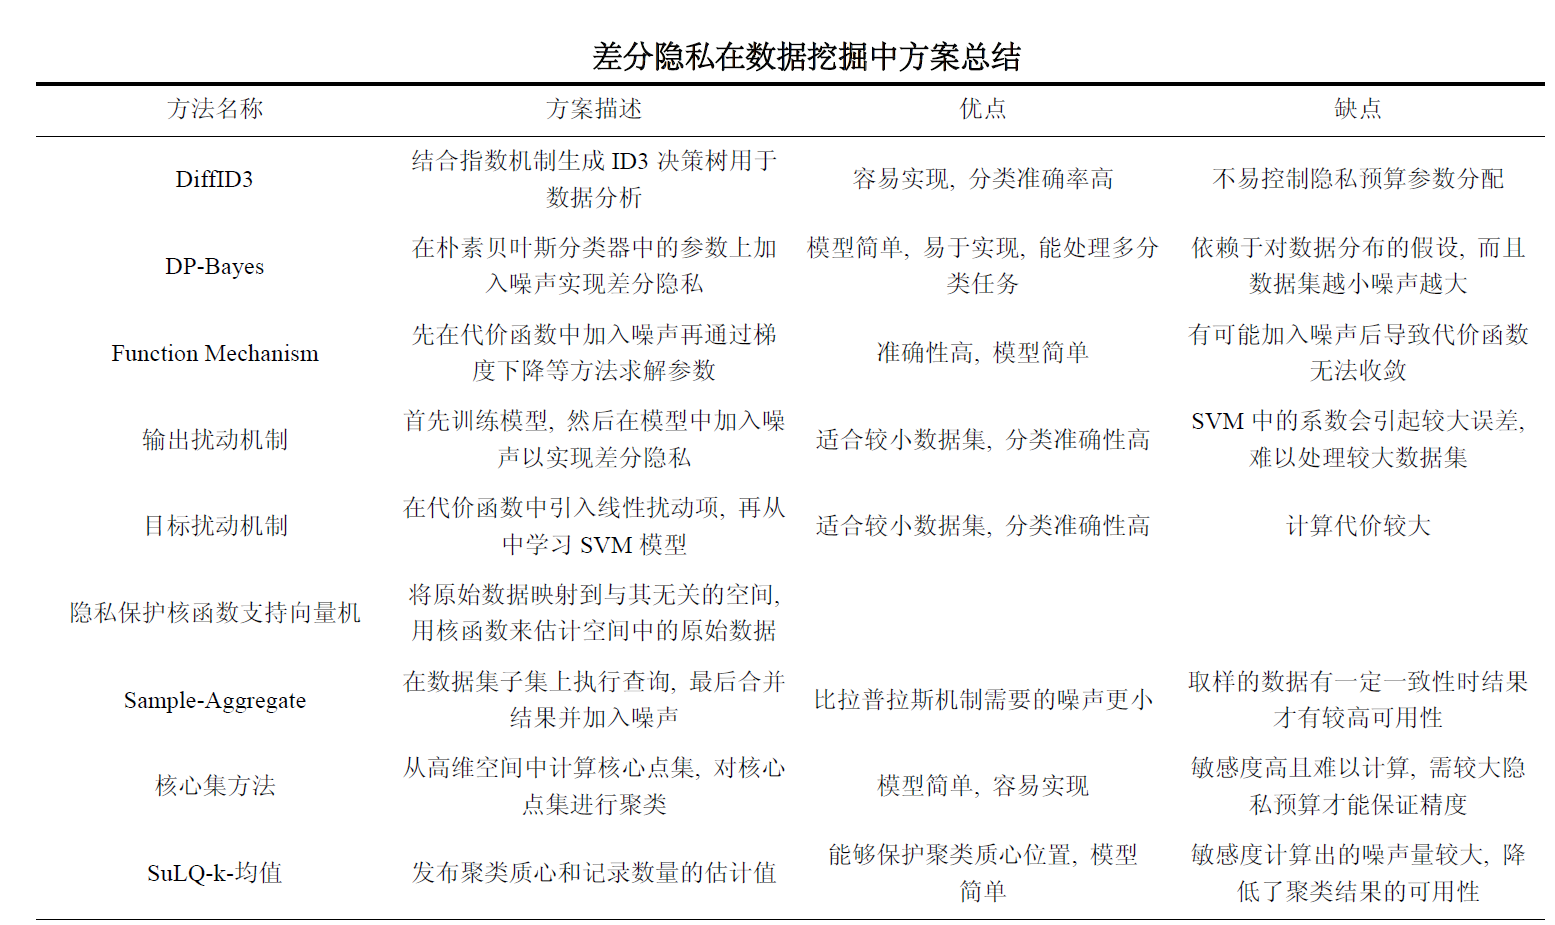 差分隐私在数据挖掘中方案总结
方法名称 方案描述 优点 缺点
DiffID3
结合指数机制生成 ID3 决策树用于
数据分析
容易实现, 分类准确率高
不易控制隐私预算参数分配
DP-Bayes
在朴素贝叶斯分类器中的参数上加
入噪声实现差分隐私
模型简单, 易于实现, 能处理多分
类任务
依赖于对数据分布的假设, 而且
数据集越小噪声越大
Function Mechanism
先在代价函数中加入噪声再通过梯
度下降等方法求解参数
准确性高, 模型简单
有可能加入噪声后导致代价函数
无法收敛
输出扰动机制
首先训练模型, 然后在模型中加入噪
声以实现差分隐私
适合较小数据集, 分类准确性高
SVM 中的系数会引起较大误差,
难以处理较大数据集
目标扰动机制
在代价函数中引入线性扰动项, 再从
中学习 SVM 模型
适合较小数据集, 分类准确性高
计算代价较大
隐私保护核函数支持向量机
将原始数据映射到与其无关的空间,
用核函数来估计空间中的原始数据
Sample-Aggregate
在数据集子集上执行查询, 最后合并
结果并加入噪声
比拉普拉斯机制需要的噪声更小
取样的数据有一定一致性时结果
才有较高可用性
核心集方法
从高维空间中计算核心点集, 对核心
点集进行聚类
模型简单, 容易实现
敏感度高且难以计算, 需较大隐
私预算才能保证精度
SuLQ-k-均值
发布聚类质心和记录数量的估计值
能够保护聚类质心位置, 模型
简单
敏感度计算出的噪声量较大, 降
低了聚类结果的可用性